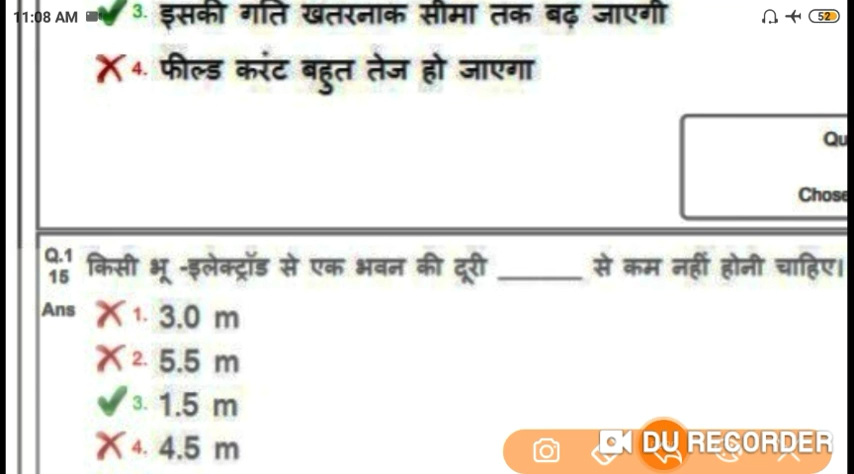 11:08 AM 52
3. इसकी गति खतरनाक सीमा तक बढ़ जाएगी
4. फील्ड करंट बहुत तेज हो जाएगा
Qu
Chose
Q.1 किसी भू -इलेक्ट्रॉड से एक भवन की दूरी ________ से कम नहीं होनी चाहिए।
15
Ans 1. 3.0 m
2. 5.5 m
3. 1.5 m
4. 4.5 m
DU RECORDER